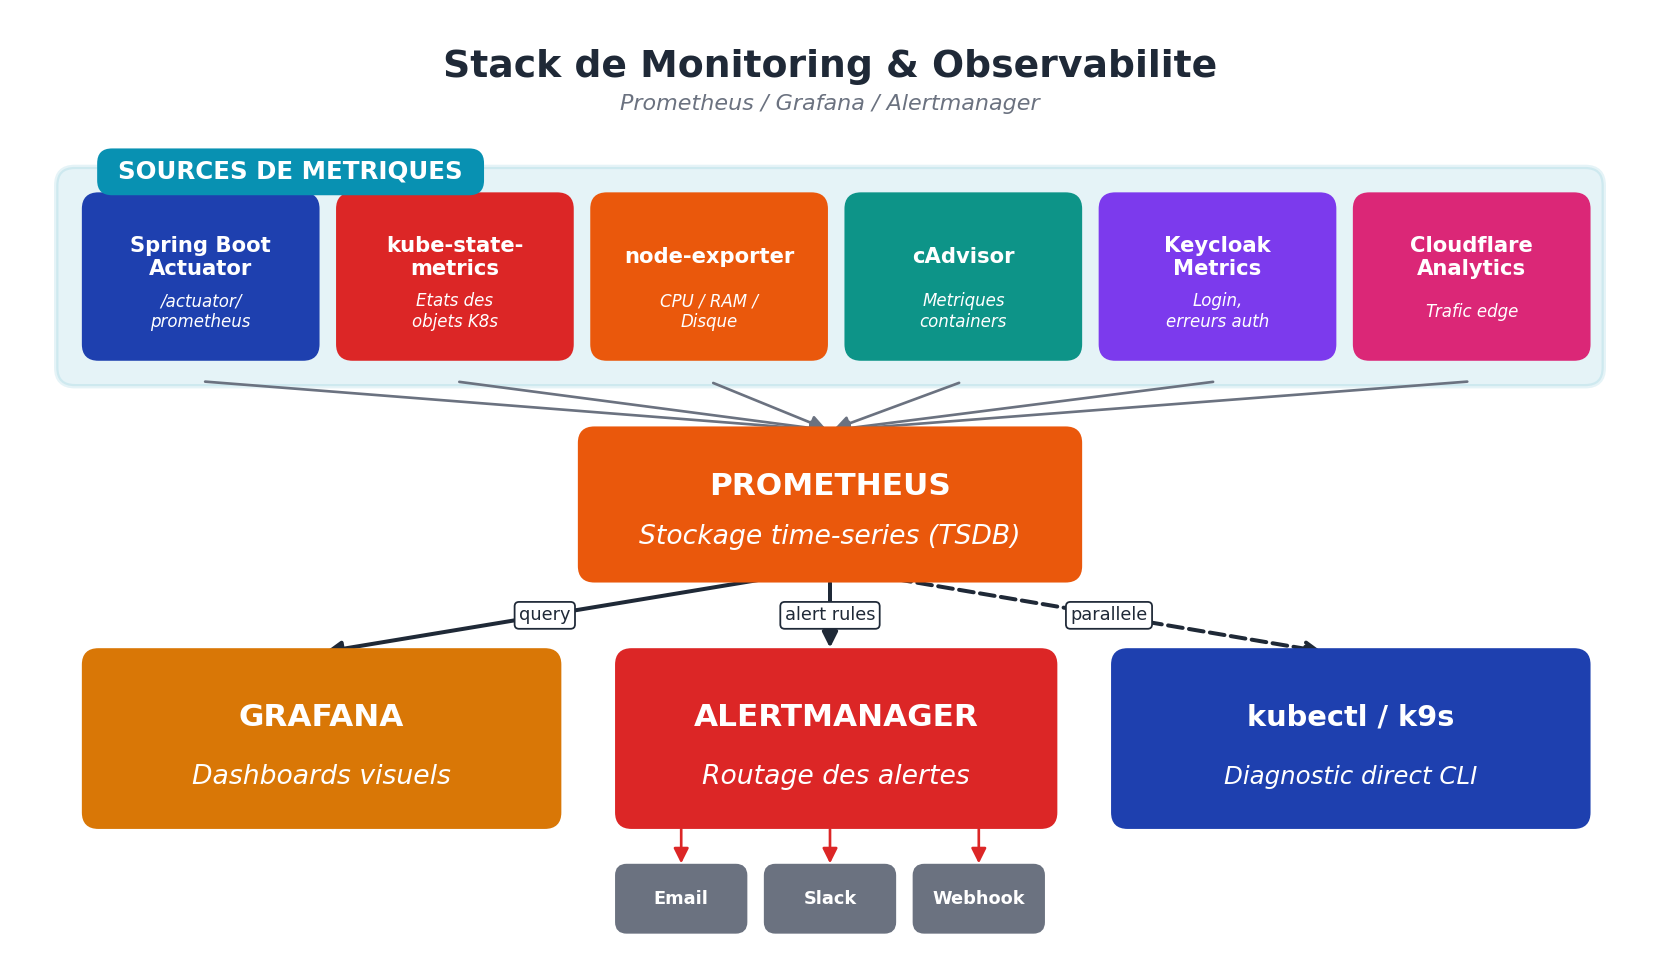 Stack de Monitoring & Observabilite
Prometheus / Grafana / Alertmanager
SOURCES DE METRIQUES
Spring Boot
Actuator
/actuator/
prometheus
kube-state-
metrics
Etats des
objets K8s
node-exporter
CPU / RAM /
Disque
cAdvisor
Metriques
containers
Keycloak
Metrics
Login,
erreurs auth
Cloudflare
Analytics
Trafic edge
PROMETHEUS
Stockage time-series (TSDB)
query
alert rules
parallele
GRAFANA
Dashboards visuels
ALERTMANAGER
Routage des alertes
kubectl / k9s
Diagnostic direct CLI
Email
Slack
Webhook